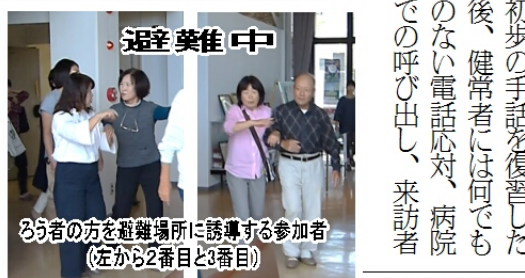 避難中
ろう者の方を避難場所に誘導する参加者
(左から2番目と3番目)
初歩の手話を復習した
後、健常者には何でも
のない電話応対、病院
での呼び出し、来訪者